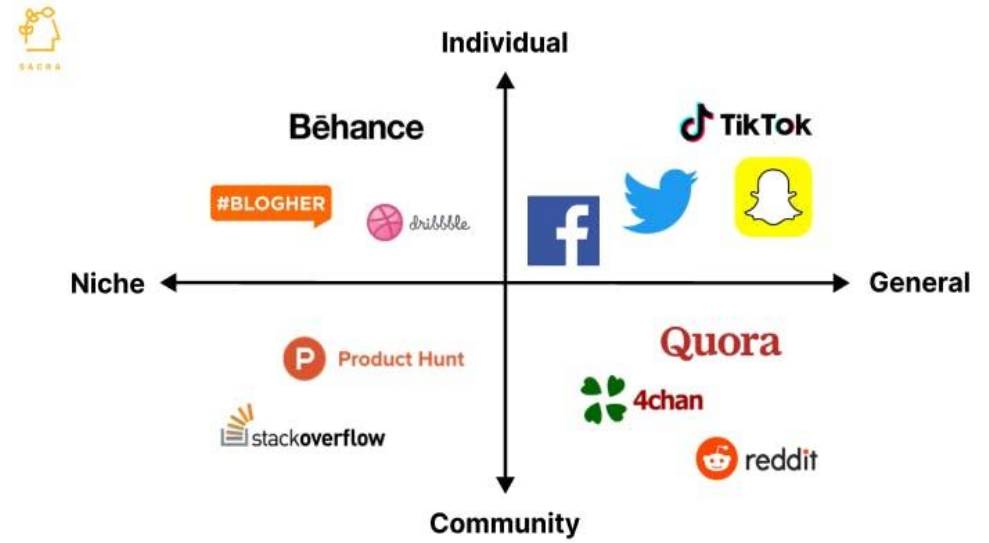 SACRA
Individual
Bēhance
TikTok
#BLOGHER
dribbble
f
Niche
General
Quora
P Product Hunt
4chan
stackoverflow
reddit
Community